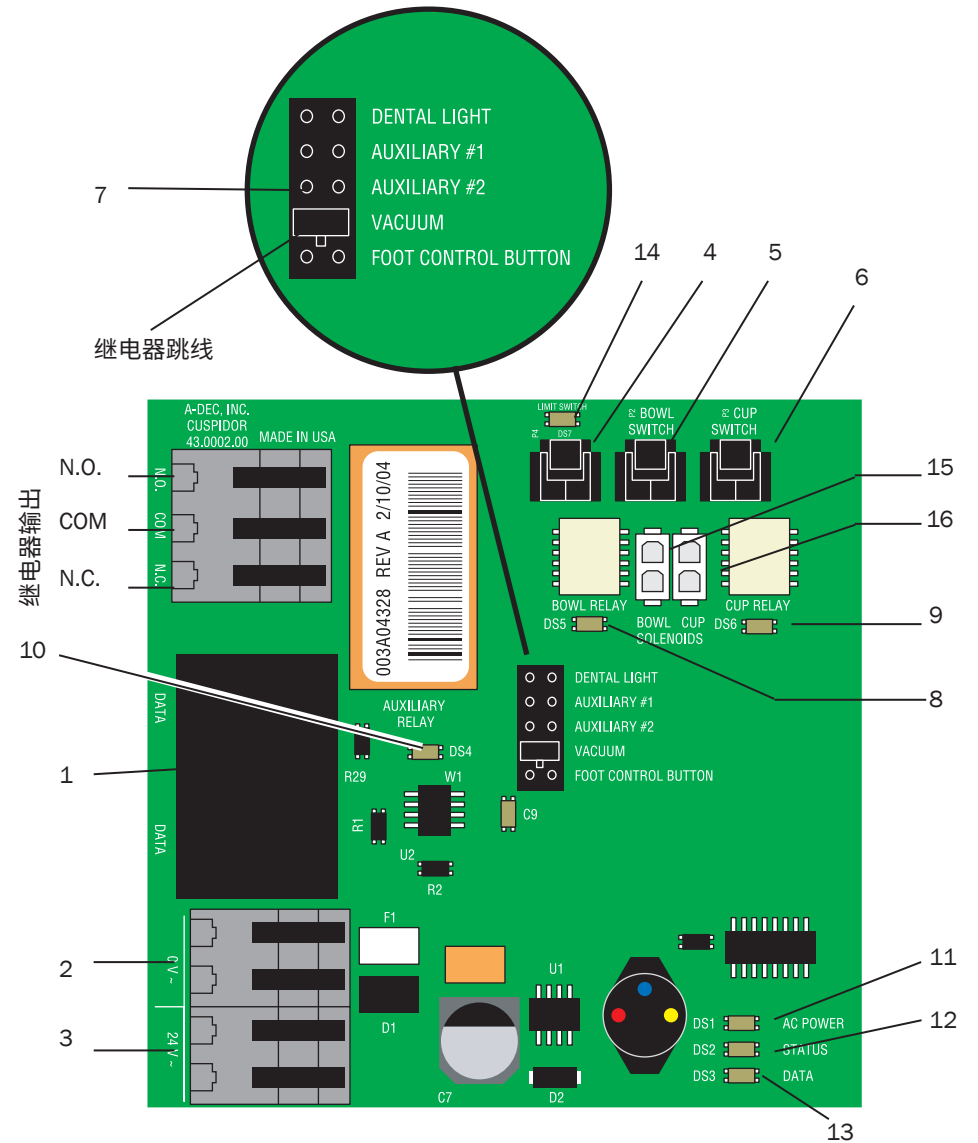 DENTAL LIGHT
AUXILIARY #1
AUXILIARY #2
VACUUM
FOOT CONTROL BUTTON
7
继电器跳线
14
4
5
6
A-DEC, INC.
CUSPIDOR
43.0002.00
MADE IN USA
LIMIT SWITCH
P4
DS7
P2 BOWL
SWITCH
P3 CUP
SWITCH
N.O.
COM
N.C.
继电器输出
N.O.
COM
N.C.
003A04328 REV A 2/10/04
15
16
BOWL RELAY
CUP RELAY
DS5
BOWL CUP
SOLENOIDS
DS6
9
8
10
DATA
DATA
1
AUXILIARY
RELAY
DS4
R29
W1
R1
U2
R2
C9
DENTAL LIGHT
AUXILIARY #1
AUXILIARY #2
VACUUM
FOOT CONTROL BUTTON
2
3
0 V ~
24 V ~
F1
D1
C7
U1
D2
DS1
AC POWER
DS2
STATUS
DS3
DATA
11
12
13